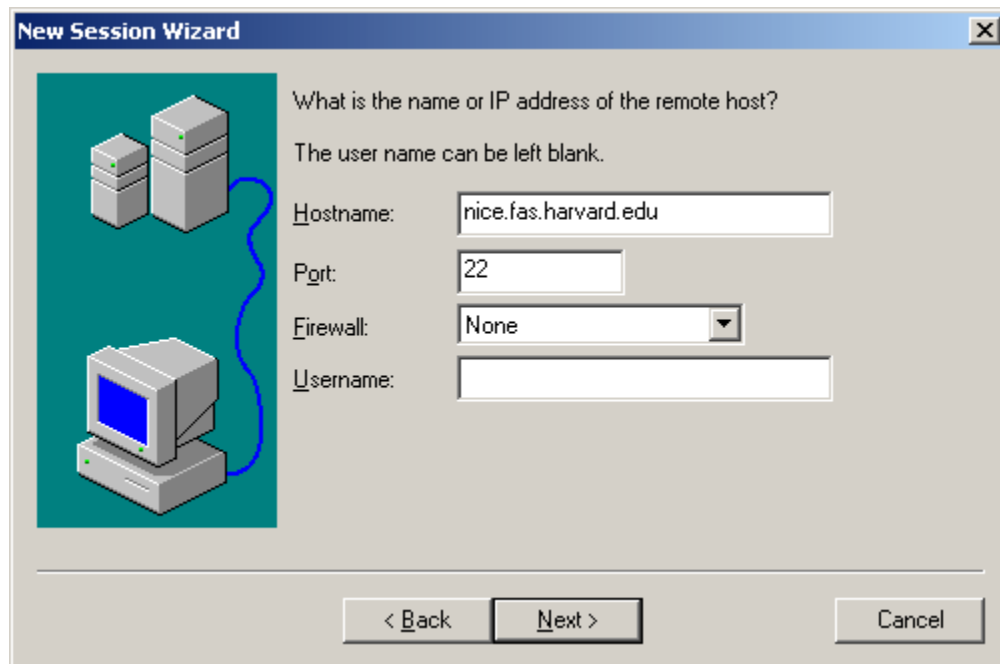 New Session Wizard
What is the name or IP address of the remote host?
The user name can be left blank.
Hostname: nice.fas.harvard.edu
Port: 22
Firewall: None
Username:
< Back Next > Cancel